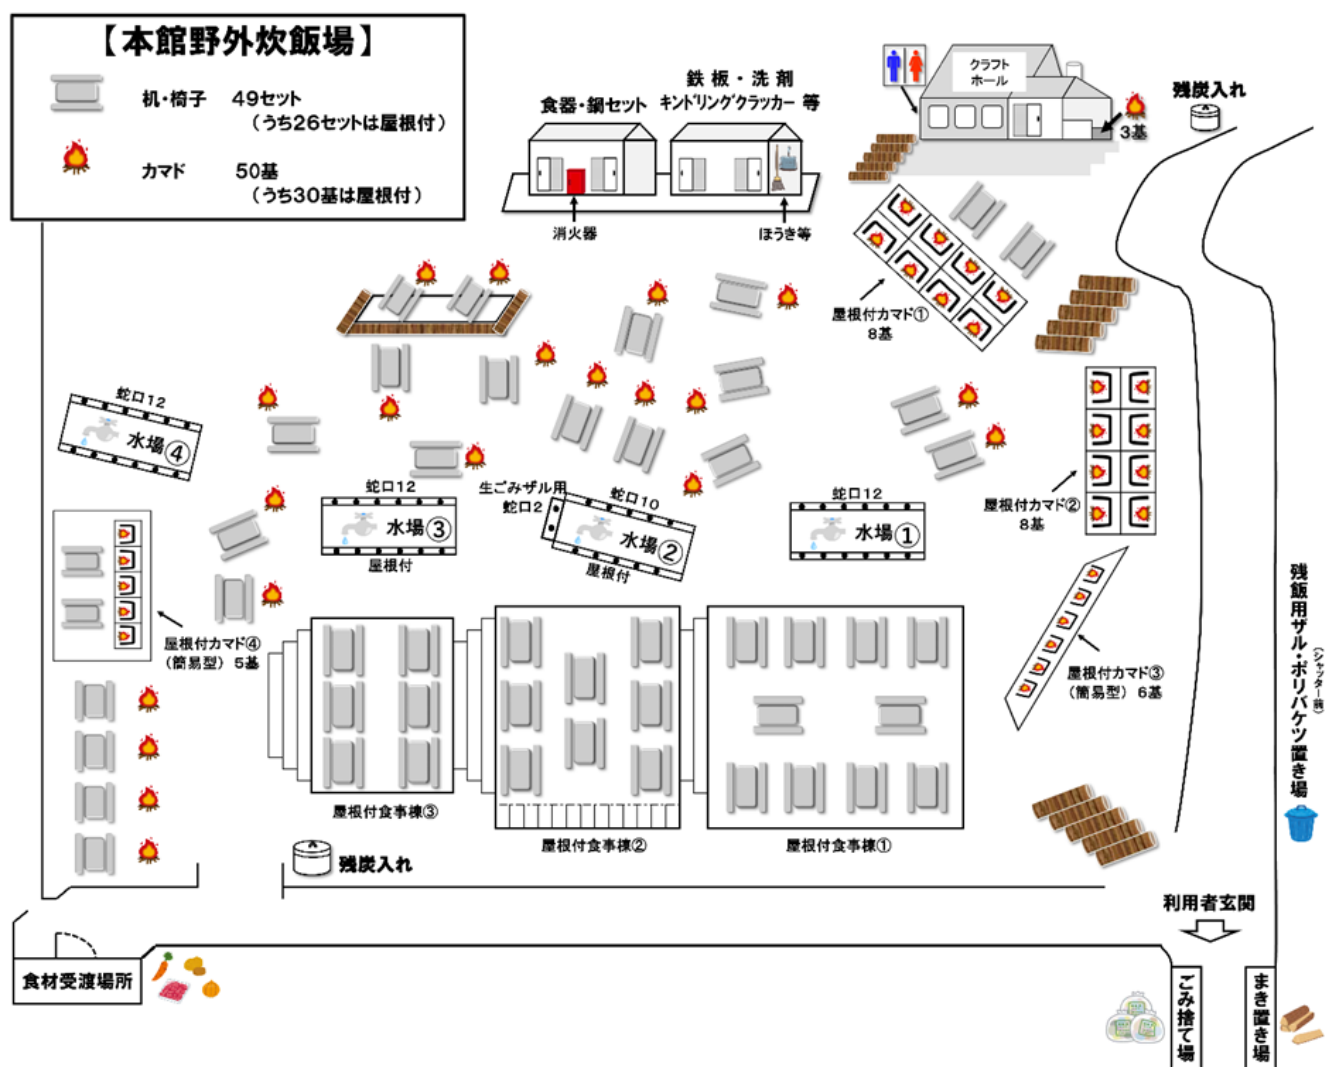 【本館野外炊飯場】
机・椅子　49セット
（うち26セットは屋根付）
カマド　50基
（うち30基は屋根付）
食器・鍋セット
鉄板・洗剤
キンドリングクラッカー 等
消火器
ほうき等
クラフト
ホール
3基
残炭入れ
屋根付カマド①
8基
屋根付カマド②
8基
屋根付カマド③
（簡易型）6基
屋根付カマド④
（簡易型）5基
蛇口12
水場④
蛇口12
水場③
屋根付
生ごみザル用
蛇口2
蛇口10
水場②
屋根付
蛇口12
水場①
屋根付食事棟③
屋根付食事棟②
屋根付食事棟①
残炭入れ
残飯用ザル・ポリバケツ置き場
（シャッター前）
利用者玄関
食材受渡場所
ごみ捨て場
まき置き場